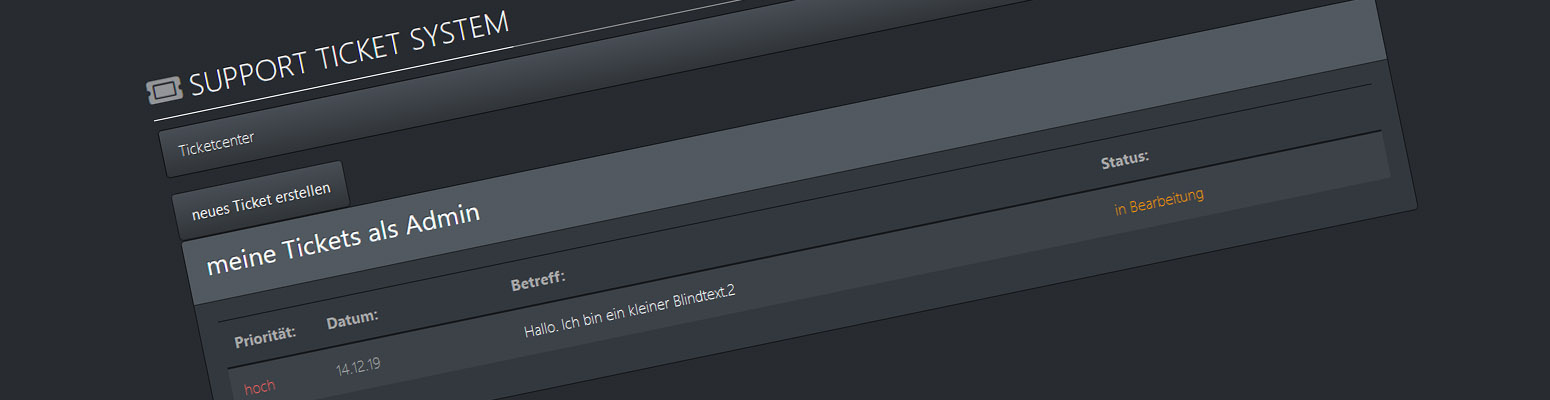 SUPPORT TICKET SYSTEM
Ticketcenter
neues Ticket erstellen
meine Tickets als Admin
Priorität: Datum: Betreff: Status:
hoch 14.12.19 Hallo. Ich bin ein kleiner Blindtext.2 in Bearbeitung